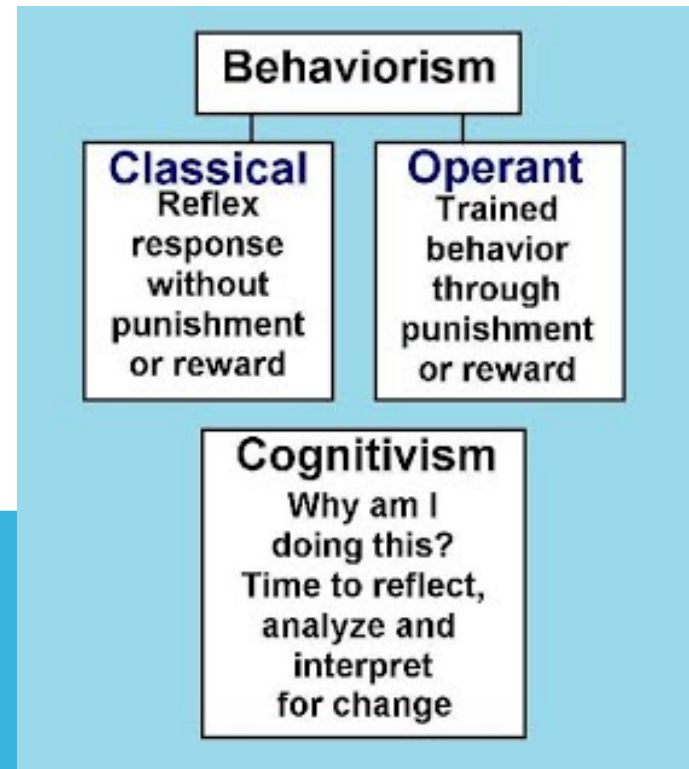 Behaviorism
Classical
Reflex
response
without
punishment
or reward
Operant
Trained
behavior
through
punishment
or reward
Cognitivism
Why am I
doing this?
Time to reflect,
analyze and
interpret
for change